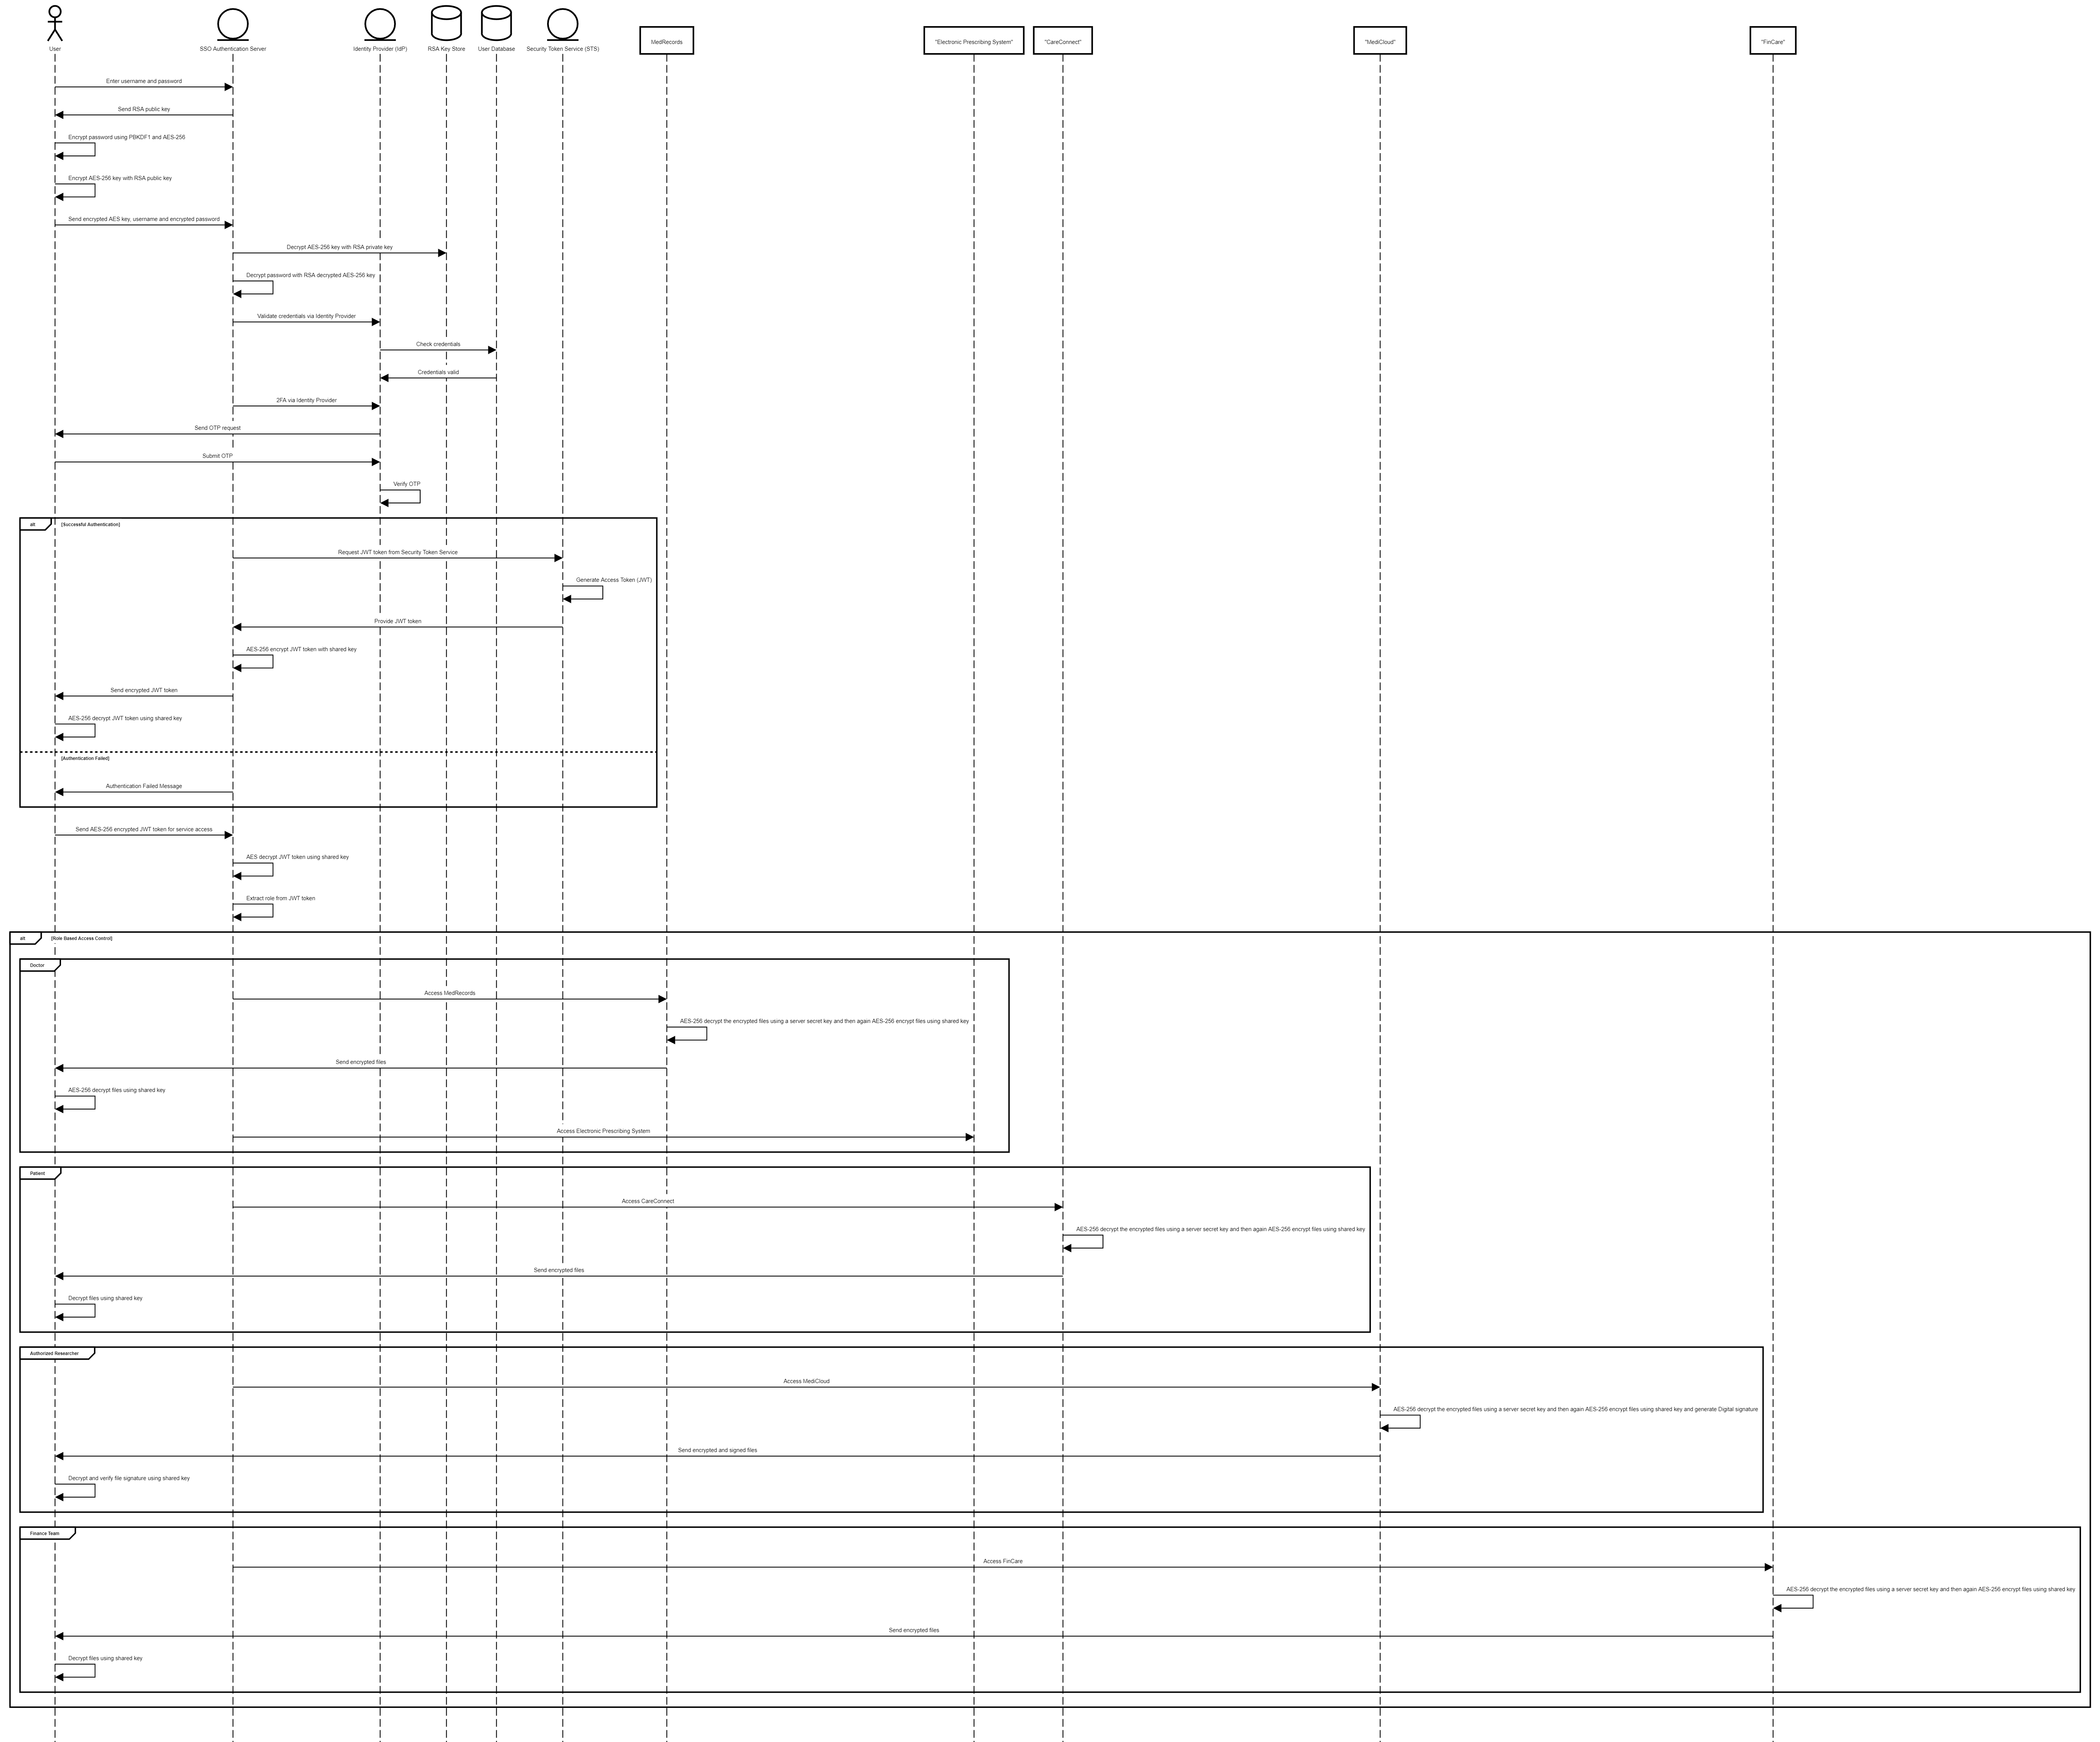 User
SSO Authentication Server
Identity Provider (IdP)
RSA Key Store
User Database
Security Token Service (STS)
MedRecords
"Electronic Prescribing System"
"CareConnect"
"MediCloud"
"FinCare"
Enter username and password
Send RSA public key
Encrypt password using PBKDF1 and AES-256
Encrypt AES-256 key with RSA public key
Send encrypted AES key, username and encrypted password
Decrypt AES-256 key with RSA private key
Decrypt password with RSA decrypted AES-256 key
Validate credentials via Identity Provider
Check credentials
Credentials valid
2FA via Identity Provider
Send OTP request
Submit OTP
Verify OTP
alt
[Successful Authentication]
Request JWT token from Security Token Service
Generate Access Token (JWT)
Provide JWT token
AES-256 encrypt JWT token with shared key
Send encrypted JWT token
AES-256 decrypt JWT token using shared key
[Authentication Failed]
Authentication Failed Message
Send AES-256 encrypted JWT token for service access
AES decrypt JWT token using shared key
Extract role from JWT token
alt
[Role Based Access Control]
Doctor
Access MedRecords
AES-256 decrypt the encrypted files using a server secret key and then again AES-256 encrypt files using shared key
Send encrypted files
AES-256 decrypt files using shared key
Access Electronic Prescribing System
Patient
Access CareConnect
AES-256 decrypt the encrypted files using a server secret key and then again AES-256 encrypt files using shared key
Send encrypted files
Decrypt files using shared key
Authorized Researcher
Access MediCloud
AES-256 decrypt the encrypted files using a server secret key and then again AES-256 encrypt files using shared key and generate Digital signature
Send encrypted and signed files
Decrypt and verify file signature using shared key
Finance Team
Access FinCare
AES-256 decrypt the encrypted files using a server secret key and then again AES-256 encrypt files using shared key
Send encrypted files
Decrypt files using shared key